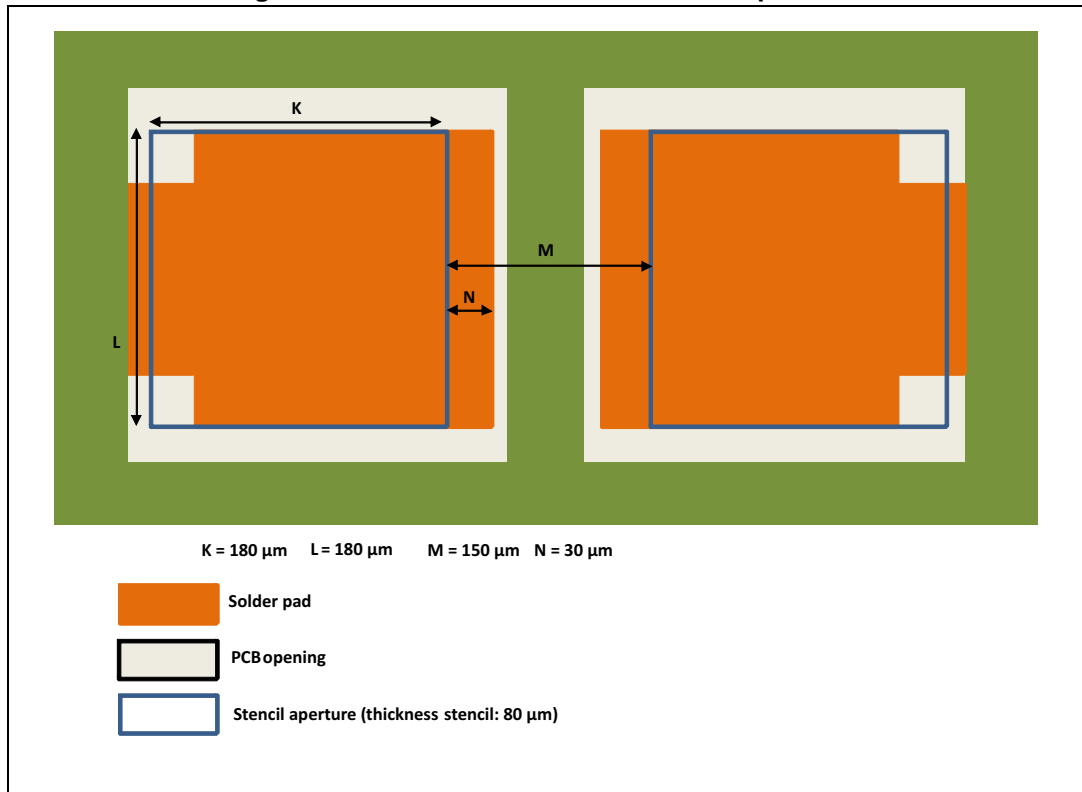 K
M
N
L
K = 180 µm L = 180 µm M = 150 µm N = 30 µm
Solder pad
PCB opening
Stencil aperture (thickness stencil: 80 µm)